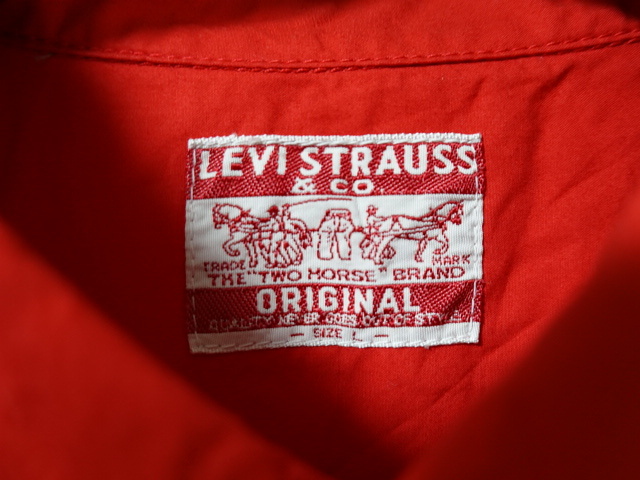 LEVI STRAUSS
& CO.
TRADE MARK
THE "TWO HORSE" BRAND
ORIGINAL
QUALITY NEVER GOES OUT OF STYLE
- SIZE L -